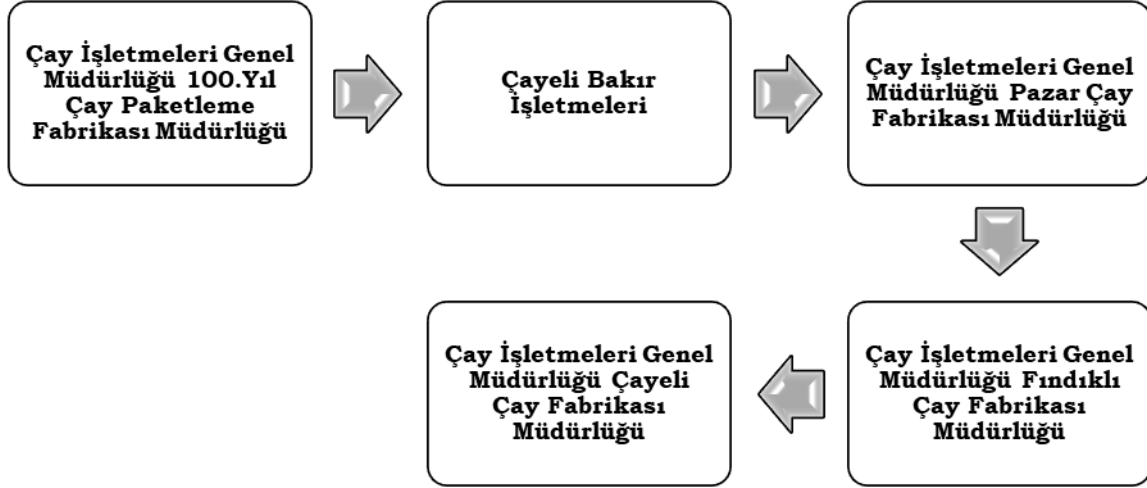 Çay İşletmeleri Genel
Müdürlüğü 100.Yıl
Çay Paketleme
Fabrikası Müdürlüğü
Çayeli Bakır
İşletmeleri
Çay İşletmeleri Genel
Müdürlüğü Pazar Çay
Fabrikası Müdürlüğü
Çay İşletmeleri Genel
Müdürlüğü Fındıklı
Çay Fabrikası
Müdürlüğü
Çay İşletmeleri Genel
Müdürlüğü Çayeli
Çay Fabrikası
Müdürlüğü